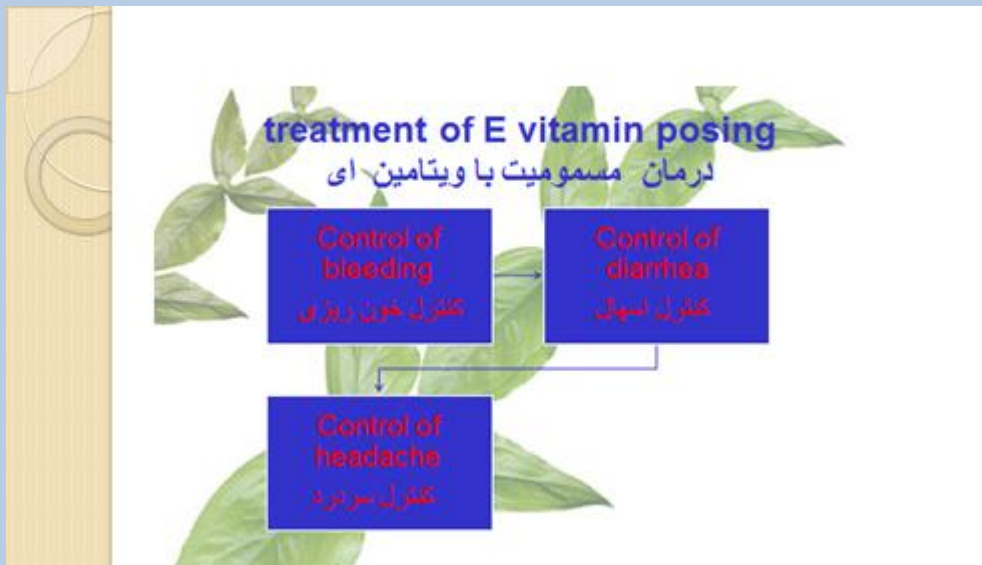 treatment of E vitamin posing
درمان مسمومیت با ویتامین ای
Control of
bleeding
کنترل خون ریزی
Control of
diarrhea
کنترل اسهال
Control of
headache
کنترل سردرد